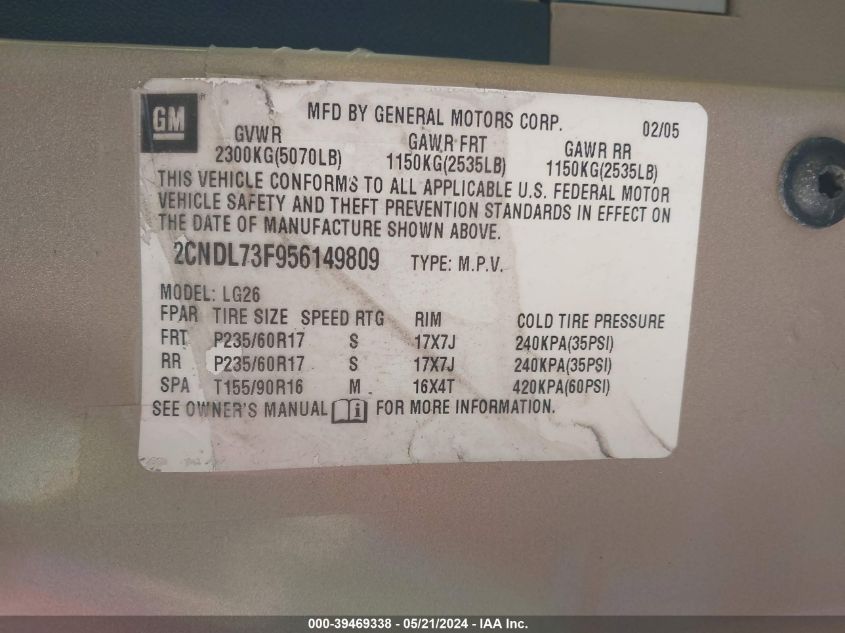 GM
MFD BY GENERAL MOTORS CORP. 02/05
GVWR GAWR FRT GAWR RR
2300KG(5070LB) 1150KG(2535LB) 1150KG(2535LB)
THIS VEHICLE CONFORMS TO ALL APPLICABLE U.S. FEDERAL MOTOR
VEHICLE SAFETY AND THEFT PREVENTION STANDARDS IN EFFECT ON
THE DATE OF MANUFACTURE SHOWN ABOVE.
2CNDL73F956149809 TYPE: M.P.V.
MODEL: LG26
FPAR TIRE SIZE SPEED RTG RIM COLD TIRE PRESSURE
FRT P235/60R17 S 17X7J 240KPA(35PSI)
RR P235/60R17 S 17X7J 240KPA(35PSI)
SPA T155/90R16 M 16X4T 420KPA(60PSI)
SEE OWNER'S MANUAL i FOR MORE INFORMATION.
000-39469338 - 05/21/2024 - IAA Inc.